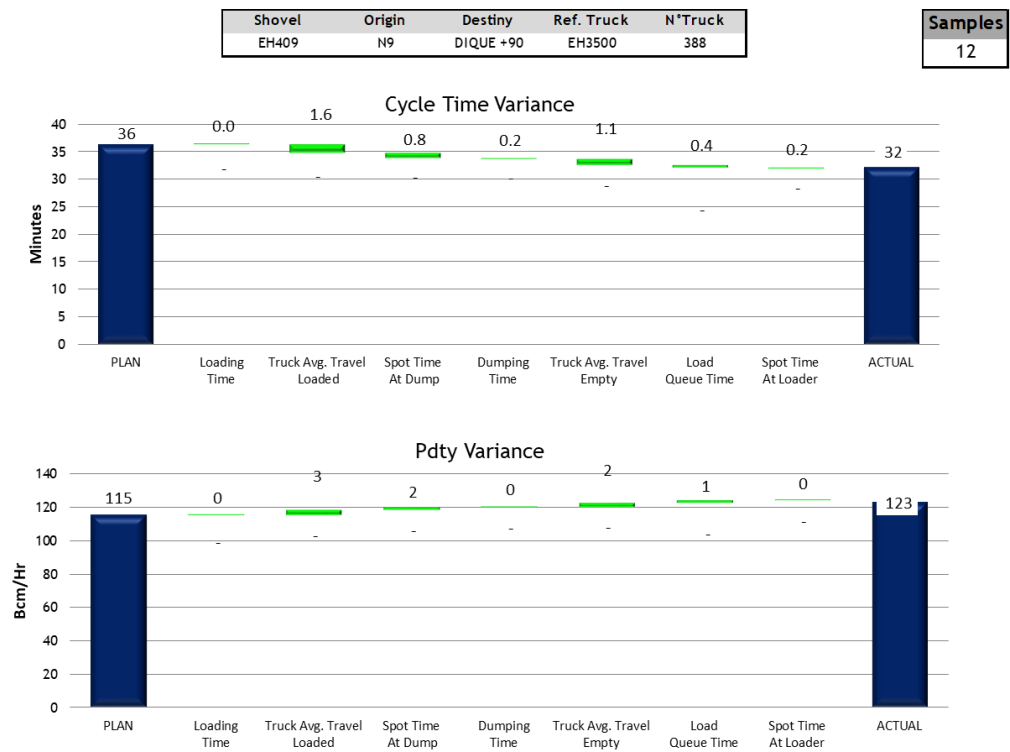 Shovel Origin Destiny Ref. Truck N°Truck
EH409 N9 DIQUE +90 EH3500 388
Samples
12
Cycle Time Variance
Minutes
40
35
30
25
20
15
10
5
0
36 0.0 1.6 0.8 0.2 1.1 0.4 0.2 32
- - - - - - -
PLAN Loading Truck Avg. Travel Spot Time Dumping Truck Avg. Travel Load Spot Time ACTUAL
Time Loaded At Dump Time Empty Queue Time At Loader
Pdty Variance
Bcm/Hr
140
120
100
80
60
40
20
0
115 0 3 2 0 2 1 0 123
- - - - - - -
PLAN Loading Truck Avg. Travel Spot Time Dumping Truck Avg. Travel Load Spot Time ACTUAL
Time Loaded At Dump Time Empty Queue Time At Loader